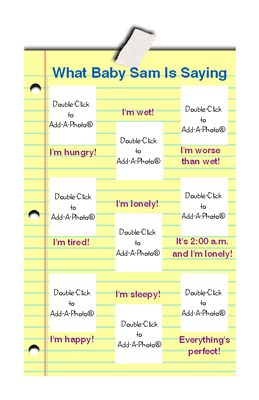 What Baby Sam Is Saying
Double-Click
to
Add-A-Photo®
I'm hungry!
I'm wet!
Double-Click
to
Add-A-Photo®
Double-Click
to
Add-A-Photo®
I'm worse
than wet!
Double-Click
to
Add-A-Photo®
I'm tired!
I'm lonely!
Double-Click
to
Add-A-Photo®
Double-Click
to
Add-A-Photo®
It's 2:00 a.m.
and I'm lonely!
Double-Click
to
Add-A-Photo®
I'm happy!
I'm sleepy!
Double-Click
to
Add-A-Photo®
Double-Click
to
Add-A-Photo®
Everything's
perfect!